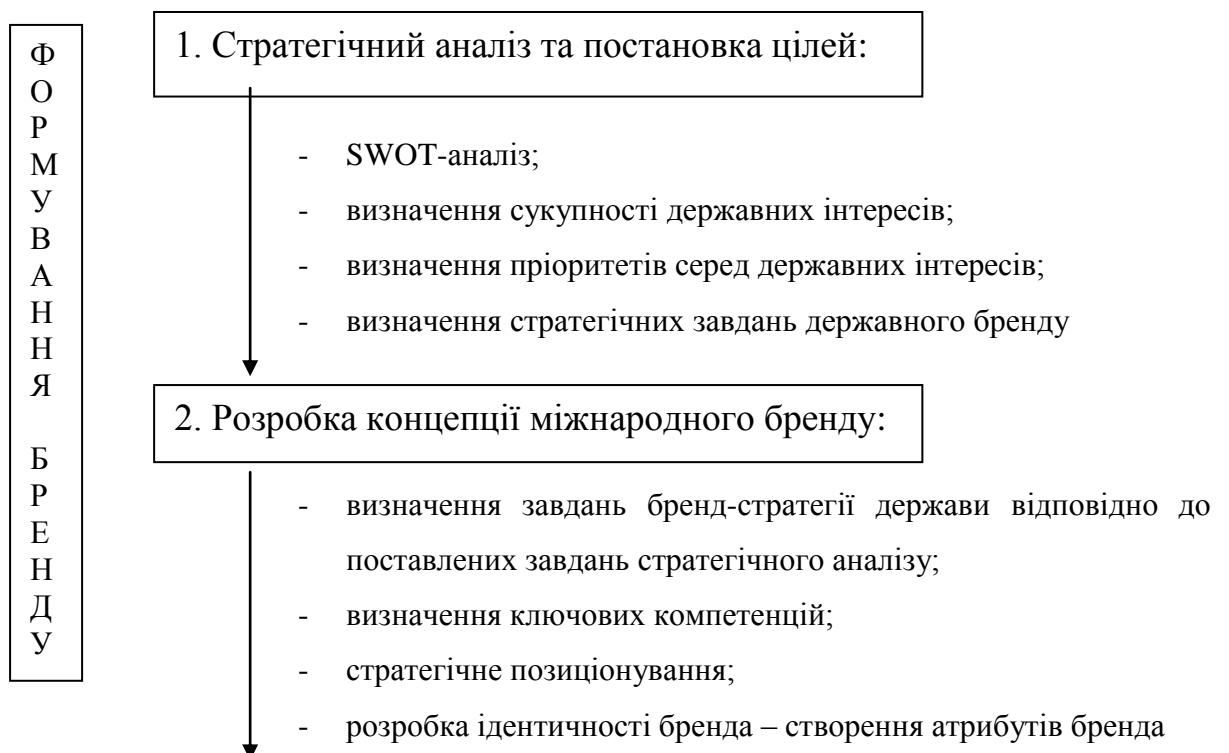 ФОРМУВАННЯ БРЕНДУ
1. Стратегічний аналіз та постановка цілей:
- SWOT-аналіз;
- визначення сукупності державних інтересів;
- визначення пріоритетів серед державних інтересів;
- визначення стратегічних завдань державного бренду
2. Розробка концепції міжнародного бренду:
- визначення завдань бренд-стратегії держави відповідно до
поставлених завдань стратегічного аналізу;
- визначення ключових компетенцій;
- стратегічне позиціонування;
- розробка ідентичності бренда – створення атрибутів бренда